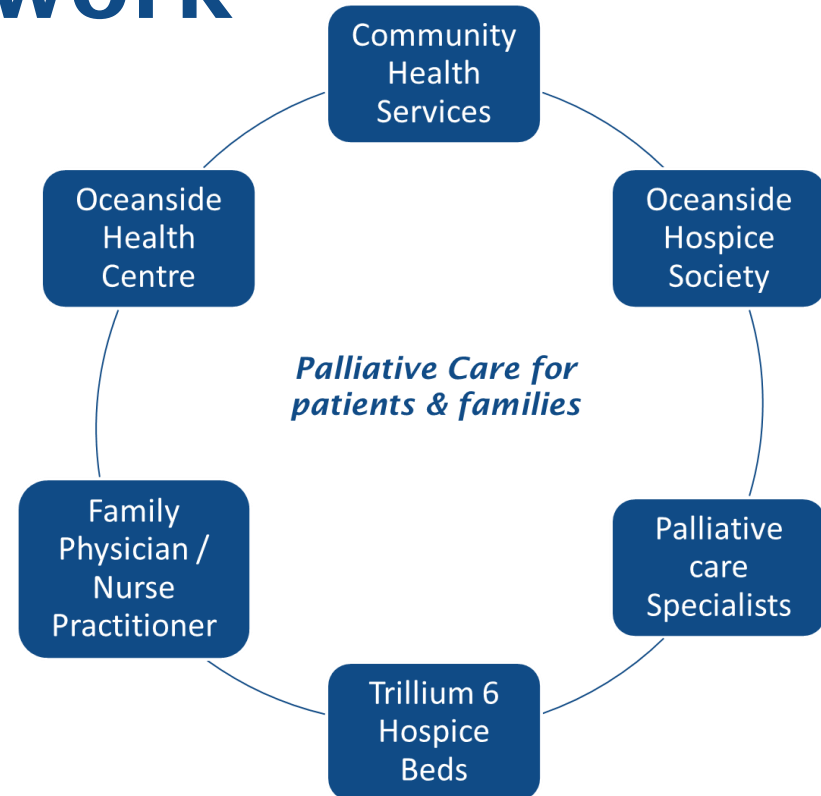 work
Community
Health
Services
Oceanside
Health
Centre
Oceanside
Hospice
Society
Palliative Care for
patients & families
Family
Physician /
Nurse
Practitioner
Palliative
care
Specialists
Trillium 6
Hospice
Beds